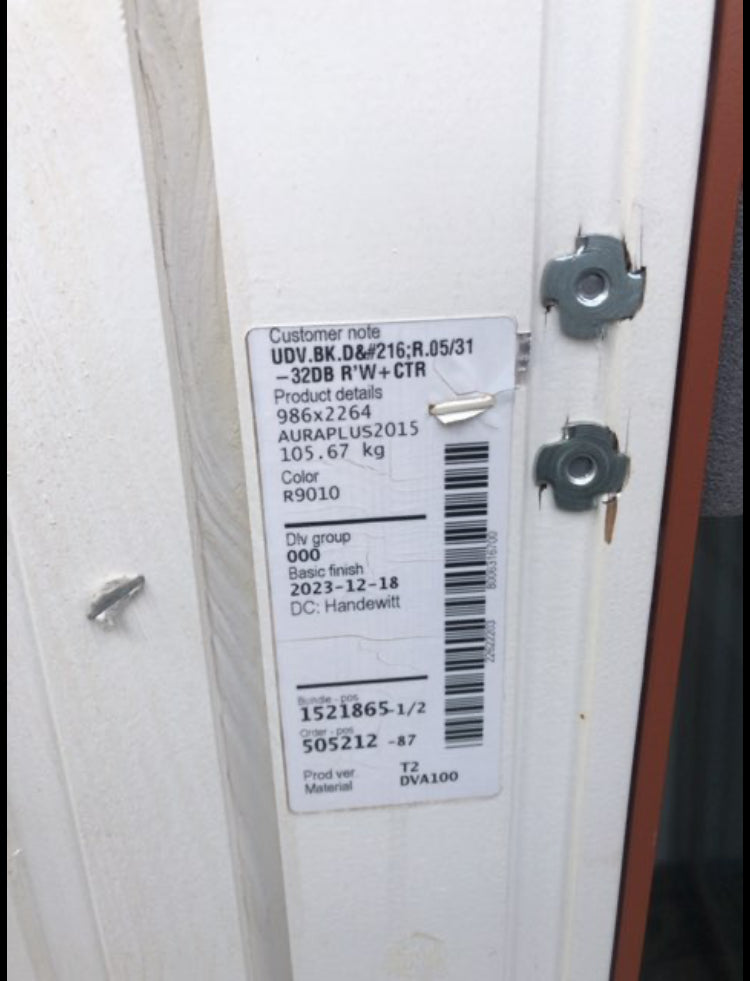 Customer note
UDV.BK.D&#216;R.05/31
-32DB R'W+CTR
Product details
986x2264
AURAPLUS2015
105.67 kg
Color
R9010
Dlv group
000
Basic finish
2023-12-18
DC: Handewitt
Bundle - pos
1521865-1/2
Order - pos
505212 -87
Prod ver T2
Material DVA100
22622203